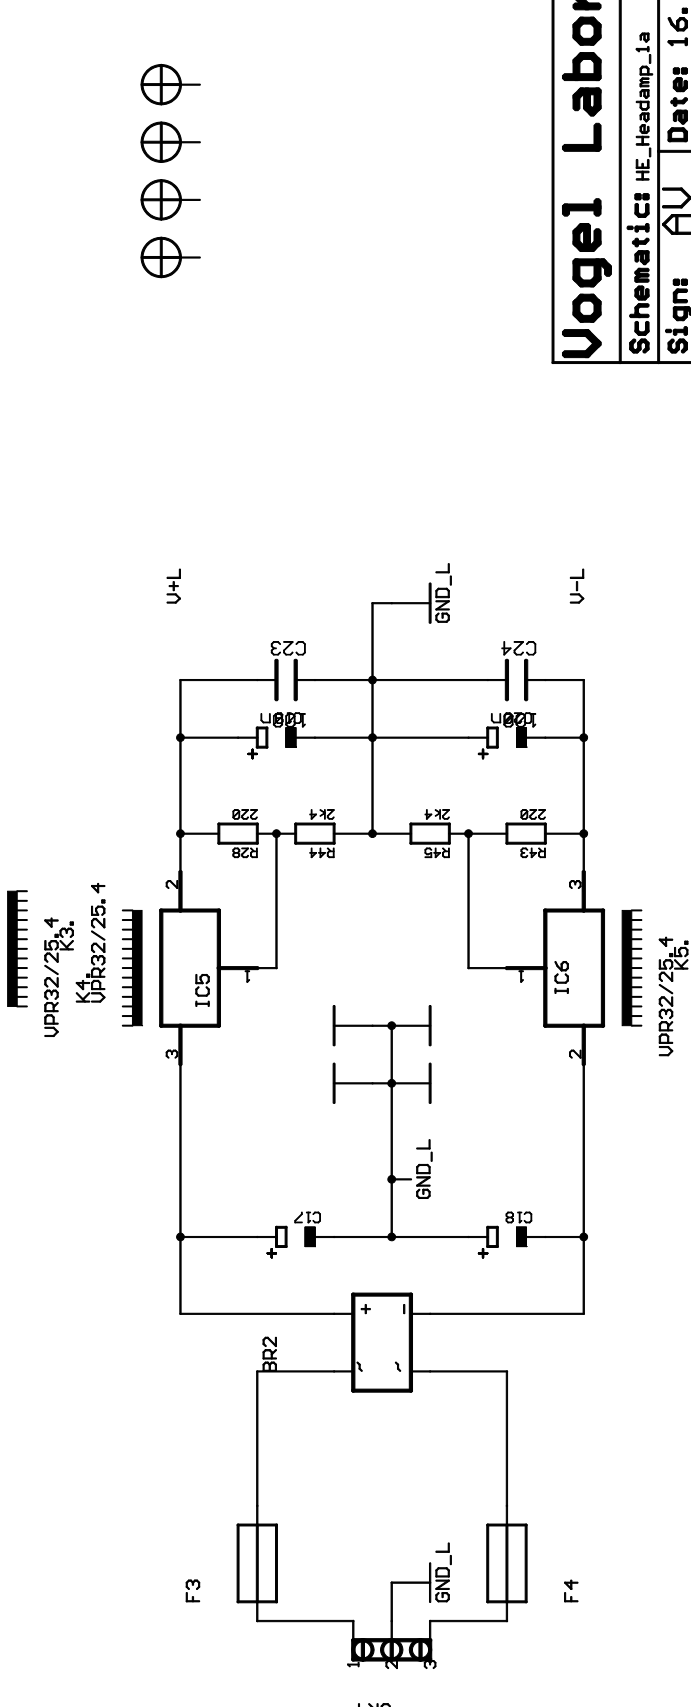 Vogel Labor
Schematic: HE_Headamp_1a
Sign: AV
Date: 16.
V+L
V-L
GND_L
C23
C24
100n
100n
220
2k4
2k4
220
R28
R44
R45
R43
VPR32/25.4
K3.
K4.
VPR32/25.4
2
3
IC5
1
IC6
1
3
2
VPR32/25.4
K5.
GND_L
C17
C18
+
+
+
+
BR2
+
-
~
~
F3
F4
GND_L
1
2
3